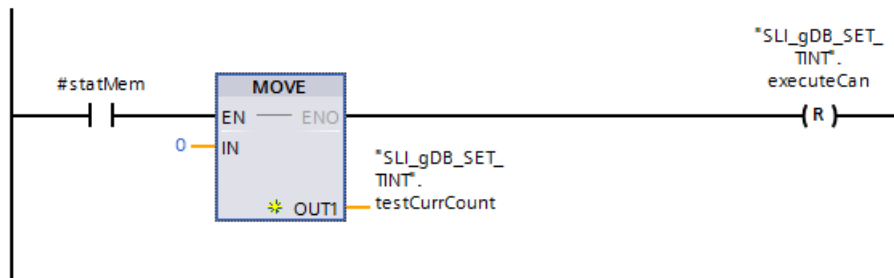 "SLI_gDB_SET_
TINT".
executeCan
#statMem
MOVE
EN ENO
( R )
0 IN
"SLI_gDB_SET_
TINT".
OUT1 testCurrCount